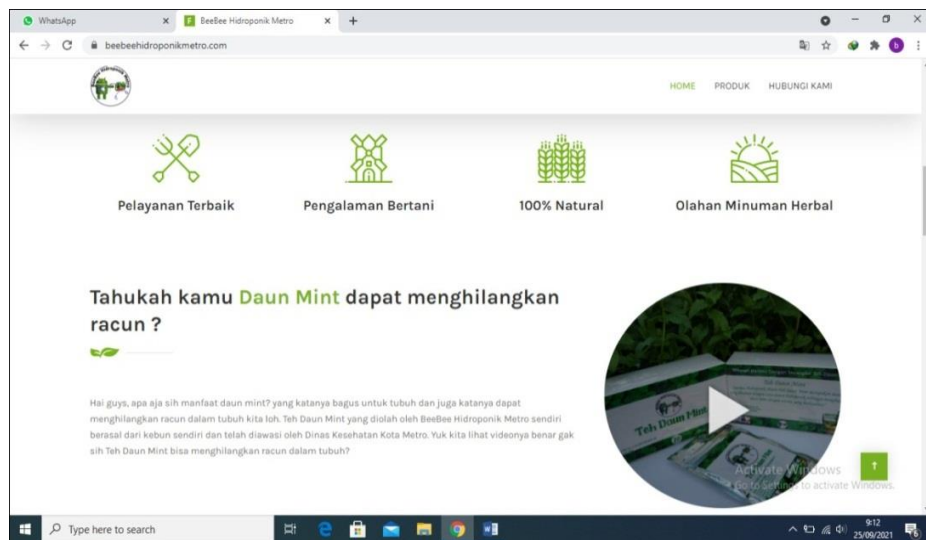 WhatsApp
BeeBee Hidroponik Metro
beebeehidroponikmetro.com
HOME PRODUK HUBUNGI KAMI
Pelayanan Terbaik Pengalaman Bertani 100% Natural Olahan Minuman Herbal
Tahukah kamu Daun Mint dapat menghilangkan
racun ?
Hai guys, apa aja sih manfaat daun mint? yang katanya bagus untuk tubuh dan juga katanya dapat
menghilangkan racun dalam tubuh kita loh. Teh Daun Mint yang diolah oleh BeeBee Hidroponik Metro sendiri
berasal dari kebun sendiri dan telah diawasi oleh Dinas Kesehatan Kota Metro. Yuk kita lihat videonya benar gak
sih Teh Daun Mint bisa menghilangkan racun dalam tubuh?
Teh Daun Mint
Activate Windows
Go to Settings to activate Windows.
Type here to search
9:12
25/09/2021